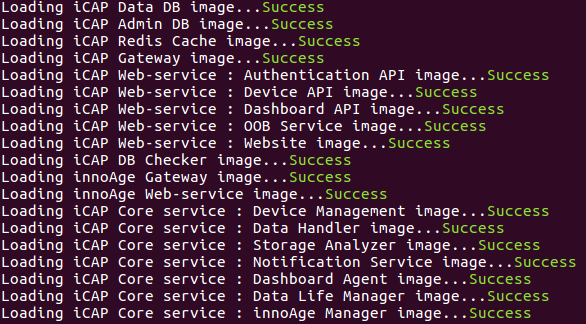 Loading iCAP Data DB image...Success
Loading iCAP Admin DB image...Success
Loading iCAP Redis Cache image...Success
Loading iCAP Gateway image...Success
Loading iCAP Web-service : Authentication API image...Success
Loading iCAP Web-service : Device API image...Success
Loading iCAP Web-service : Dashboard API image...Success
Loading iCAP Web-service : OOB Service image...Success
Loading iCAP Web-service : Website image...Success
Loading iCAP DB Checker image...Success
Loading innoAge Gateway image...Success
Loading innoAge Web-service image...Success
Loading iCAP Core service : Device Management image...Success
Loading iCAP Core service : Data Handler image...Success
Loading iCAP Core service : Storage Analyzer image...Success
Loading iCAP Core service : Notification Service image...Success
Loading iCAP Core service : Dashboard Agent image...Success
Loading iCAP Core service : Data Life Manager image...Success
Loading iCAP Core service : innoAge Manager image...Success